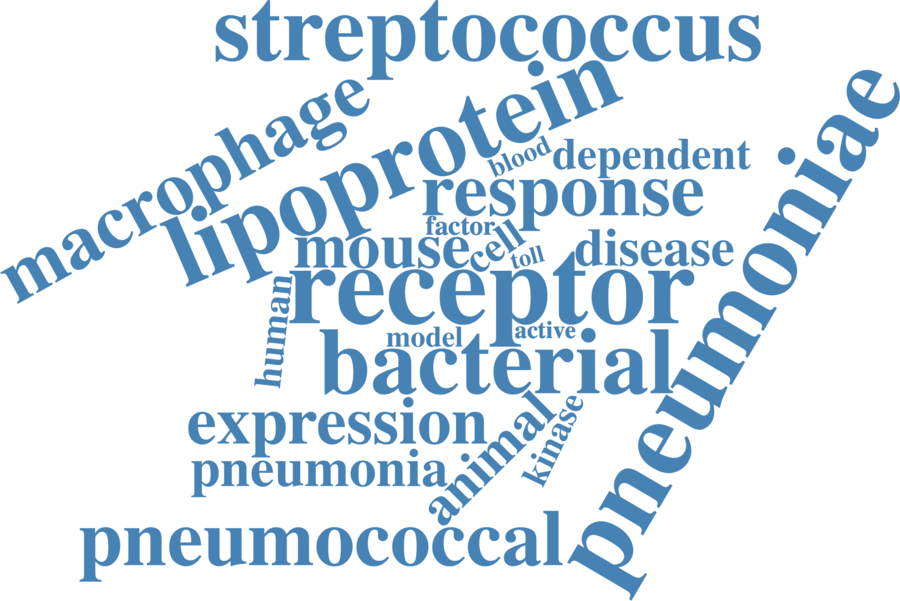 streptococcus
macrophage
lipoprotein
blood
dependent
pneumoniae
response
factor
mouse
cell
toll
disease
receptor
human
model
active
bacterial
expression
animal
kinase
pneumonia
pneumococcal